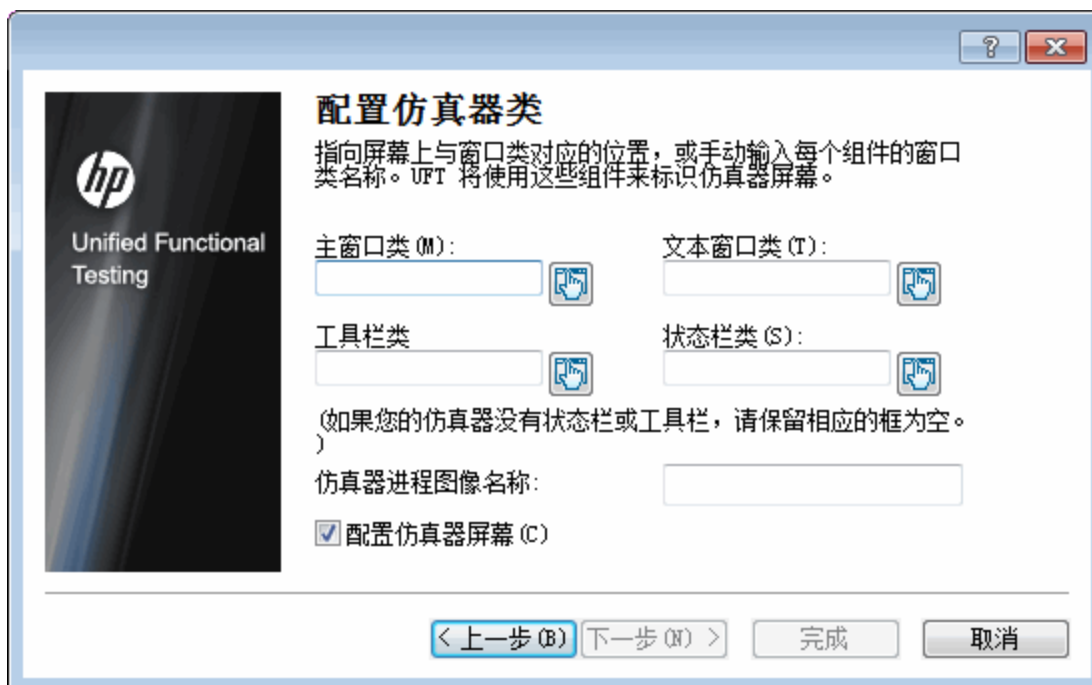 ?
配置仿真器类
指向屏幕上与窗口类对应的位置，或手动输入每个组件的窗口
类名称。UFT 将使用这些组件来标识仿真器屏幕。
hp
Unified Functional
Testing
主窗口类(M):
文本窗口类(T):
工具栏类
状态栏类(S):
(如果您的仿真器没有状态栏或工具栏，请保留相应的框为空。
)
仿真器进程图像名称:
配置仿真器屏幕(C)
< 上一步(B)
下一步(N) >
完成
取消